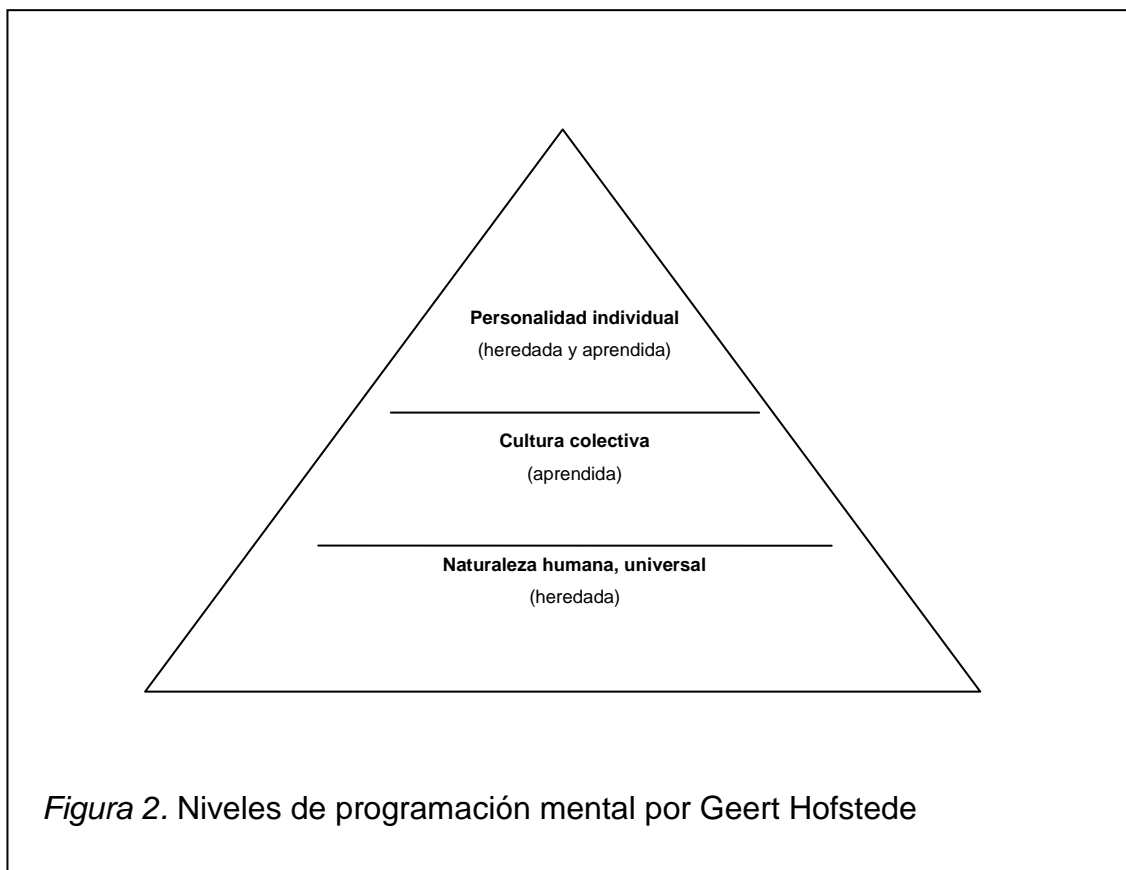 Personalidad individual
(heredada y aprendida)
Cultura colectiva
(aprendida)
Naturaleza humana, universal
(heredada)
Figura 2. Niveles de programación mental por Geert Hofstede